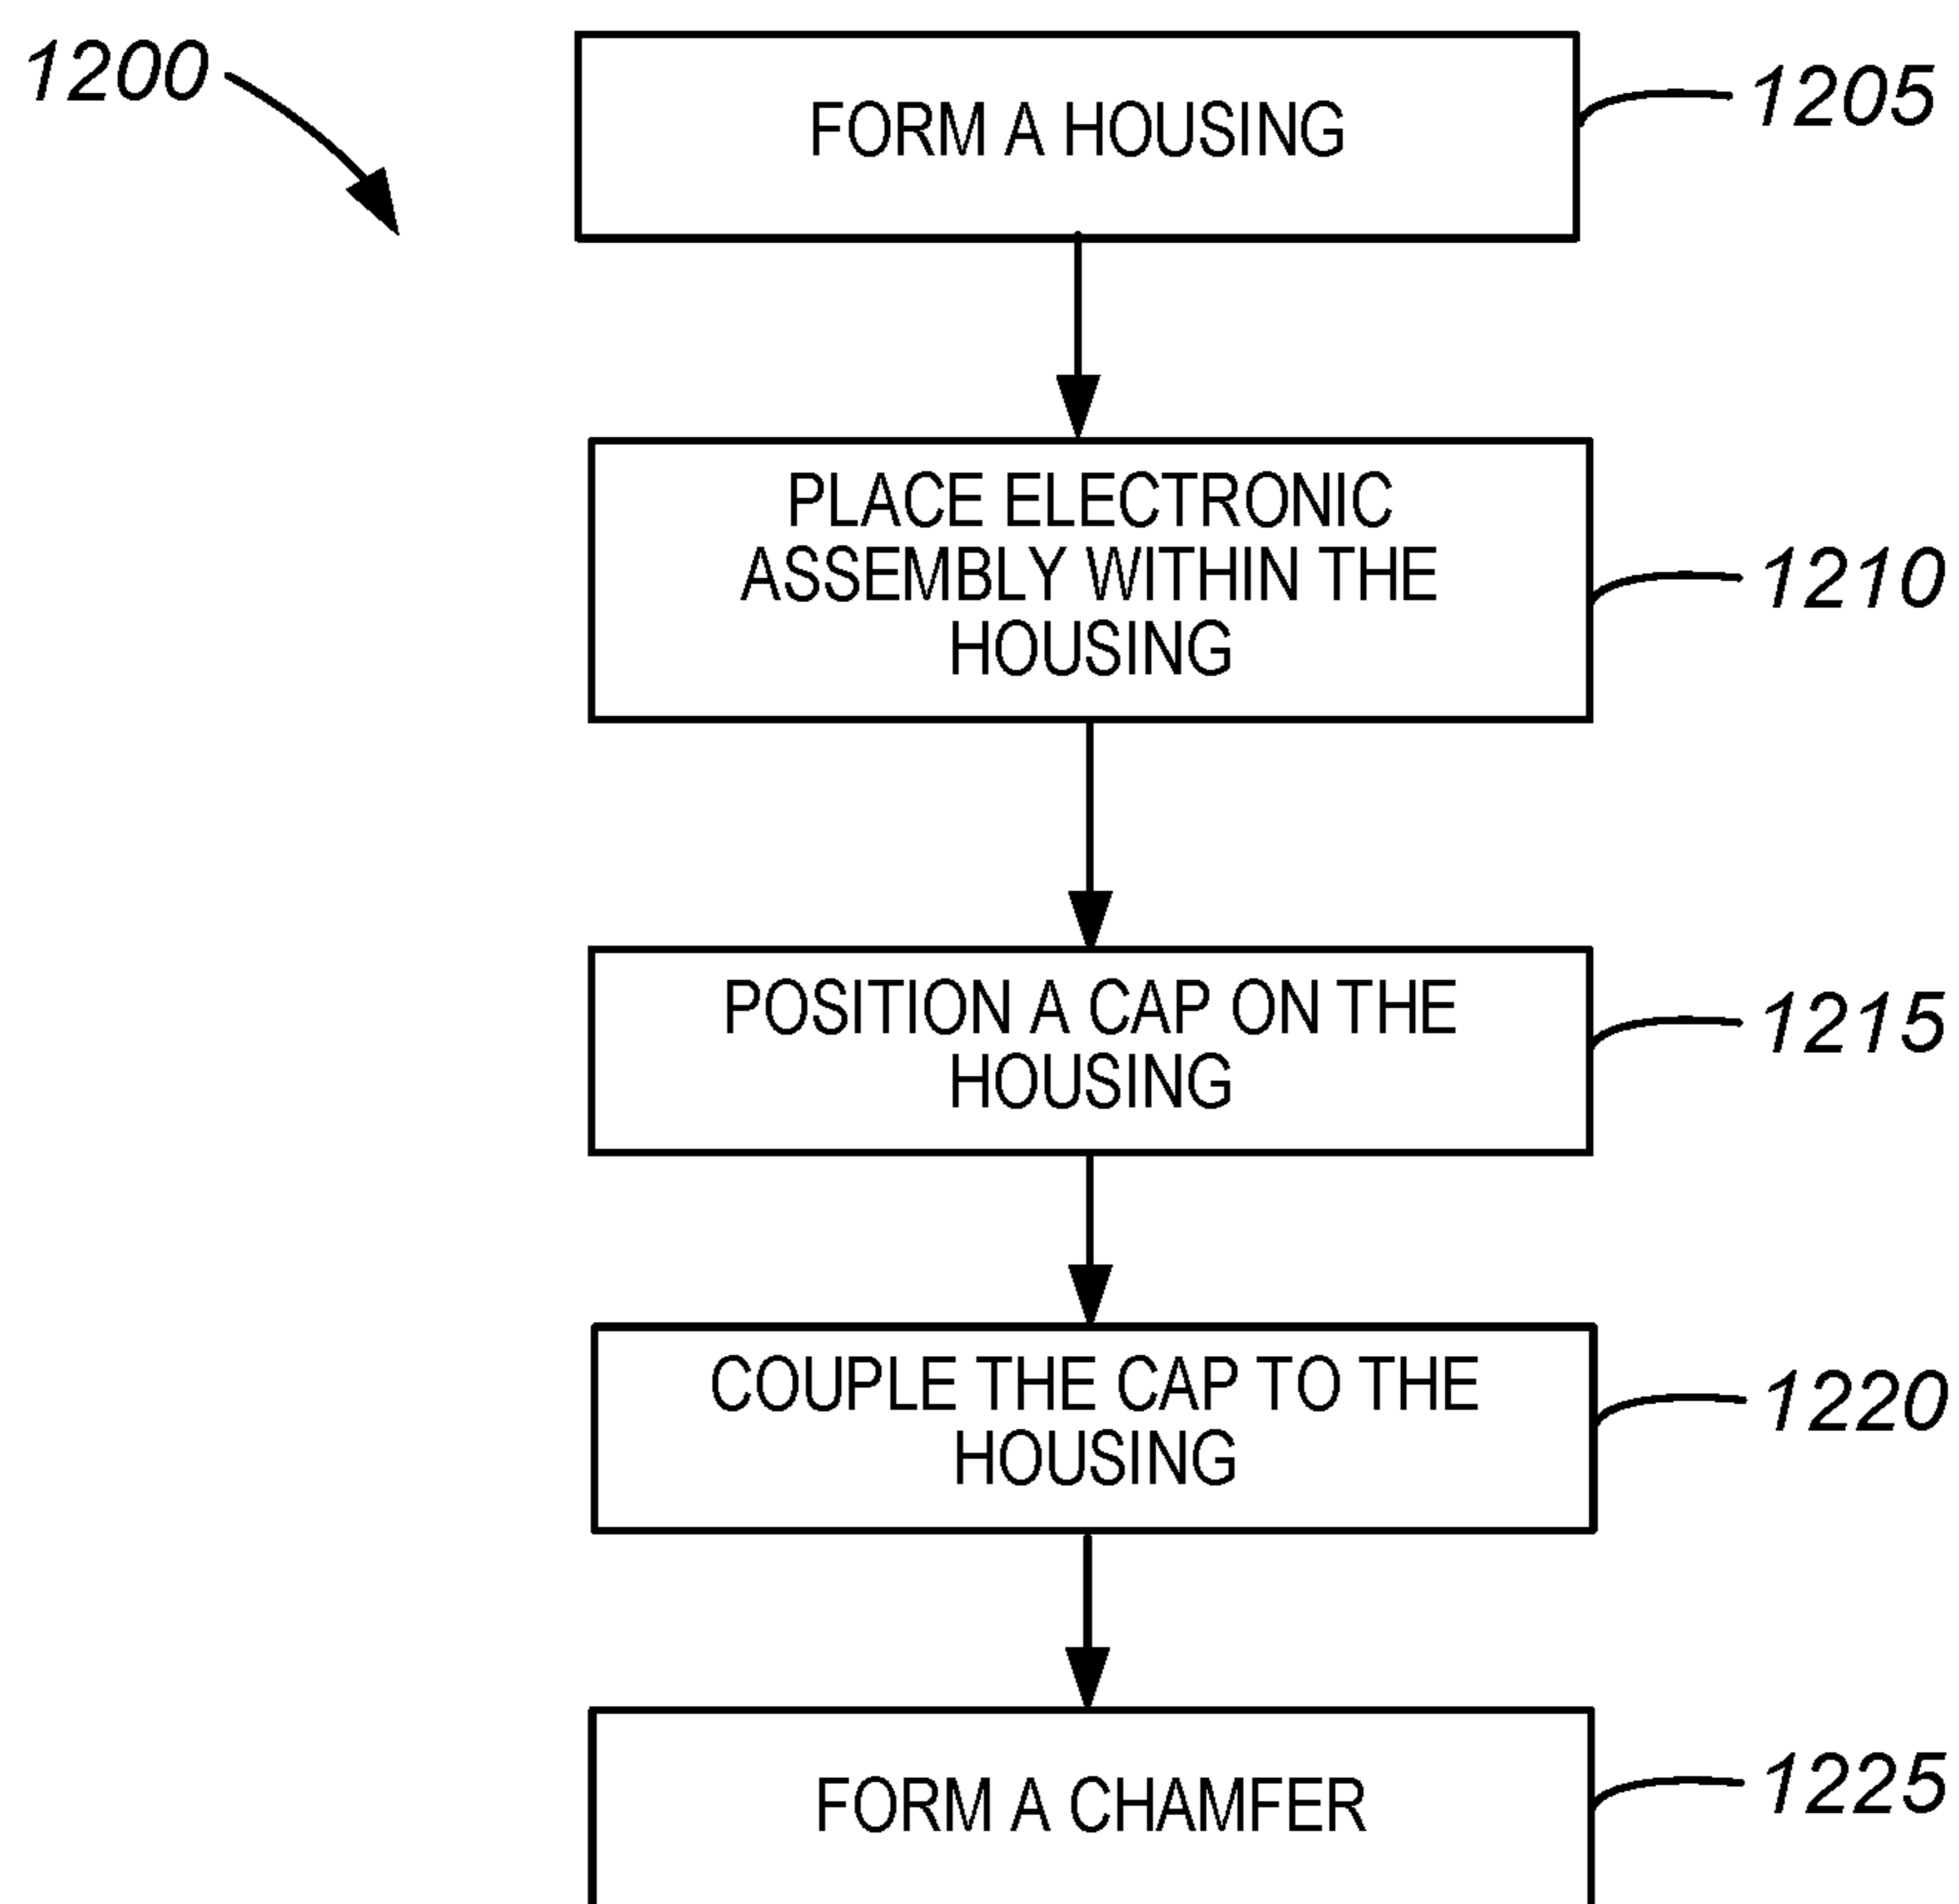 1200
FORM A HOUSING
1205
PLACE ELECTRONIC
ASSEMBLY WITHIN THE
HOUSING
1210
POSITION A CAP ON THE
HOUSING
1215
COUPLE THE CAP TO THE
HOUSING
1220
FORM A CHAMFER
1225